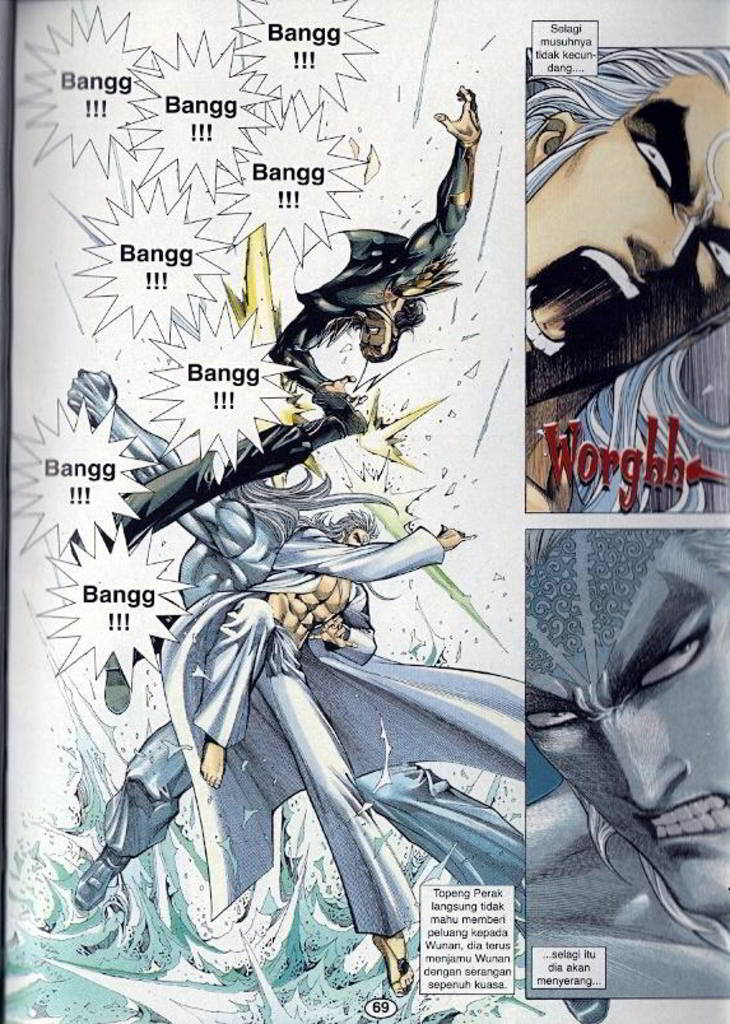 Bangg
!!!
Bangg
!!!
Bangg
!!!
Bangg
!!!
Bangg
!!!
Bangg
!!!
Bangg
!!!
Bangg
!!!
Topeng Perak
langsung tidak
mahu memberi
peluang kepada
Wunan, dia terus
menjamu Wunan
dengan serangan
sepenuh kuasa.
69
Selagi
musuhnya
tidak kecun-
dang....
Worghh
...selagi itu
dia akan
menyerang...